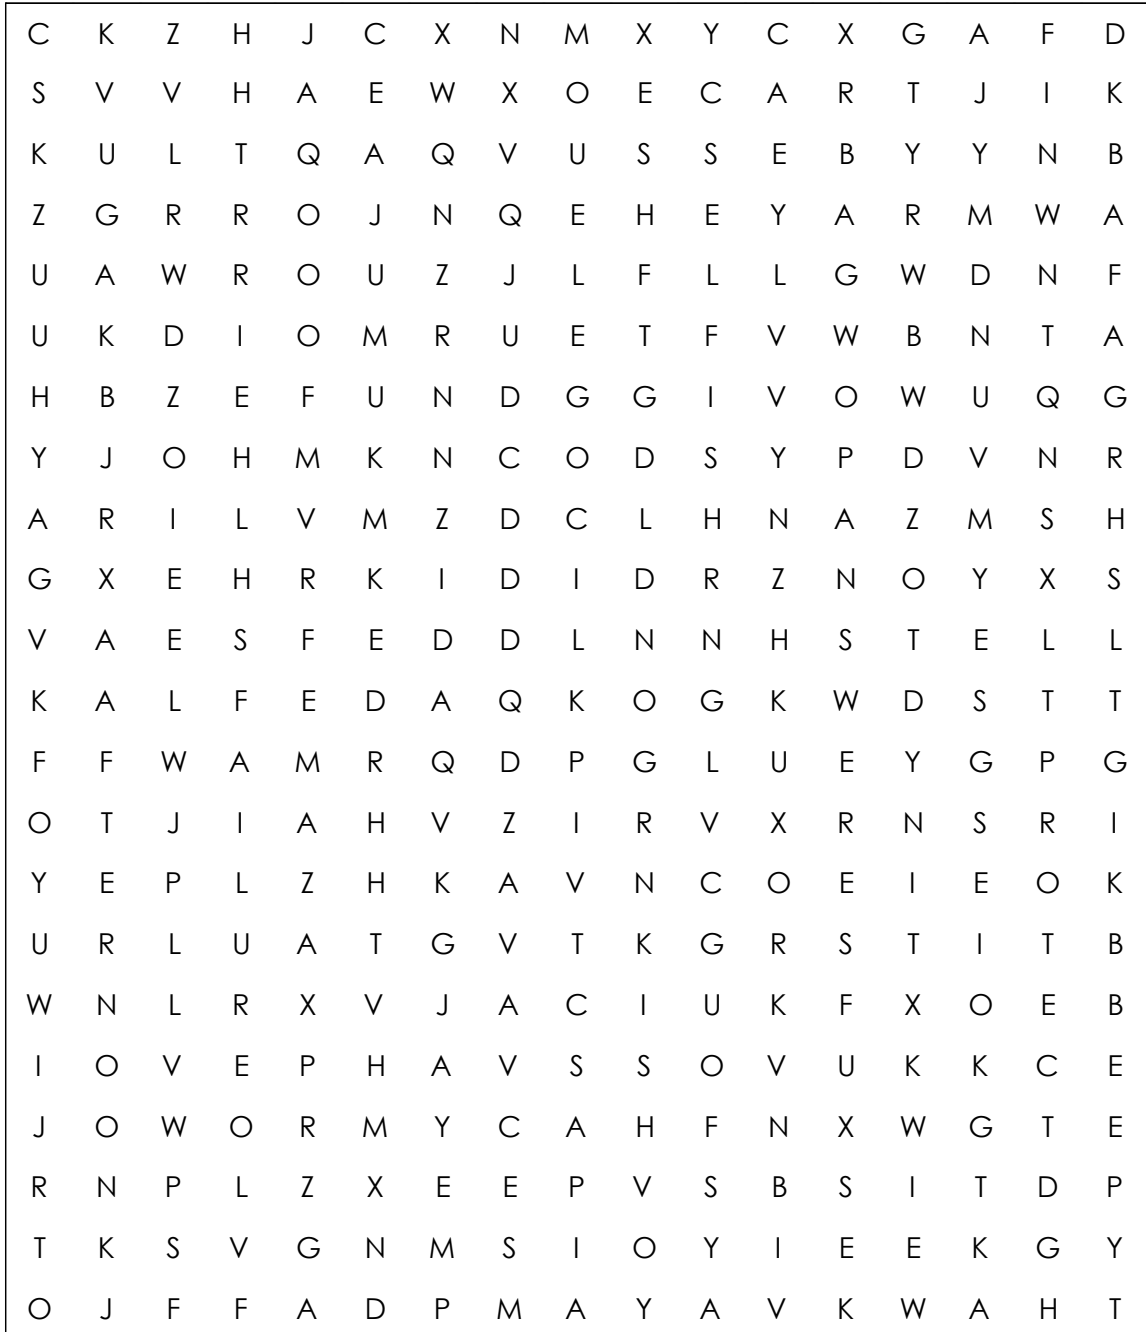 C K Z H J C X N M X Y C X G A F D
S V V H A E W X O E C A R T J I K
K U L T Q A Q V U S S E B Y Y N B
Z G R R O J N Q E H E Y A R M W A
U A W R O U Z J L F L L G W D N F
U K D I O M R U E T F V W B N T A
H B Z E F U N D G G I V O W U Q G
Y J O H M K N C O D S Y P D V N R
A R I L V M Z D C L H N A Z M S H
G X E H R K I D I D R Z N O Y X S
V A E S F E D D L N N H S T E L L
K A L F E D A Q K O G K W D S T T
F F W A M R Q D P G L U E Y G P G
O T J I A H V Z I R V X R N S R I
Y E P L Z H K A V N C O E I E O K
U R L U A T G V T K G R S T I T B
W N L R X V J A C I U K F X O E B
I O V E P H A V S S O V U K K C E
J O W O R M Y C A H F N X W G T E
R N P L Z X E E P V S B S I T D P
T K S V G N M S I O Y I E E K G Y
O J F F A D P M A Y A V K W A H T